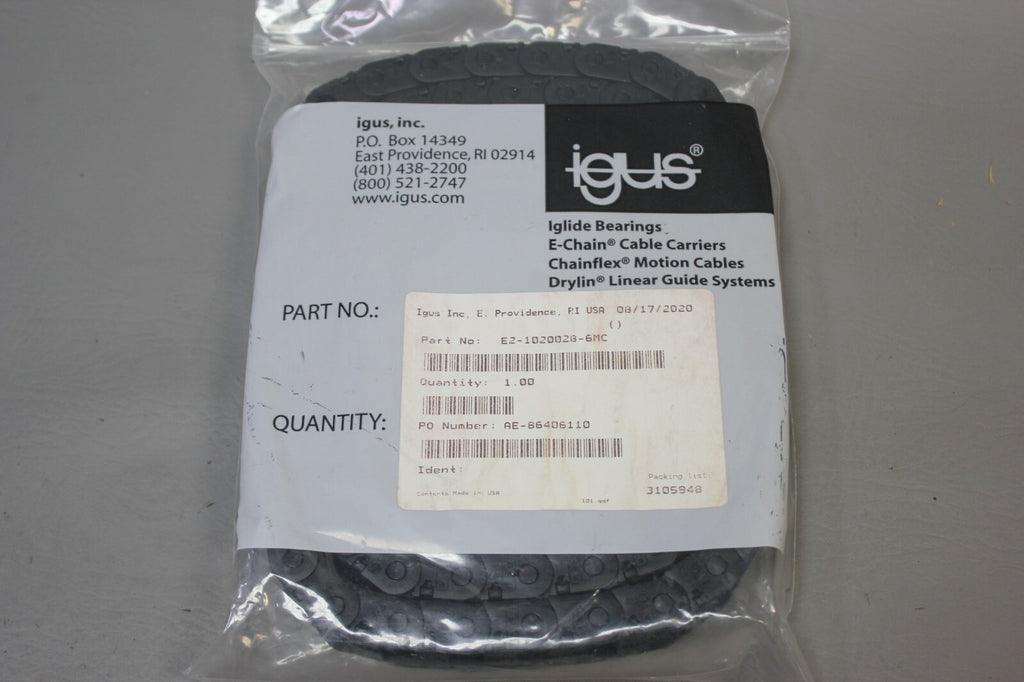 igus, inc.
P.O. Box 14349
East Providence, RI 02914
(401) 438-2200
(800) 521-2747
www.igus.com
igus®
Iglide Bearings
E-Chain® Cable Carriers
Chainflex® Motion Cables
Drylin® Linear Guide Systems
PART NO.:
Igus Inc, E. Providence, RI USA 08/17/2020
()
Part No: E2-1020028-6MC
Quantity: 1.00
QUANTITY:
PO Number: AE-86406110
Ident:
Packing list:
3105948
Contents Made in USA
101.qdf